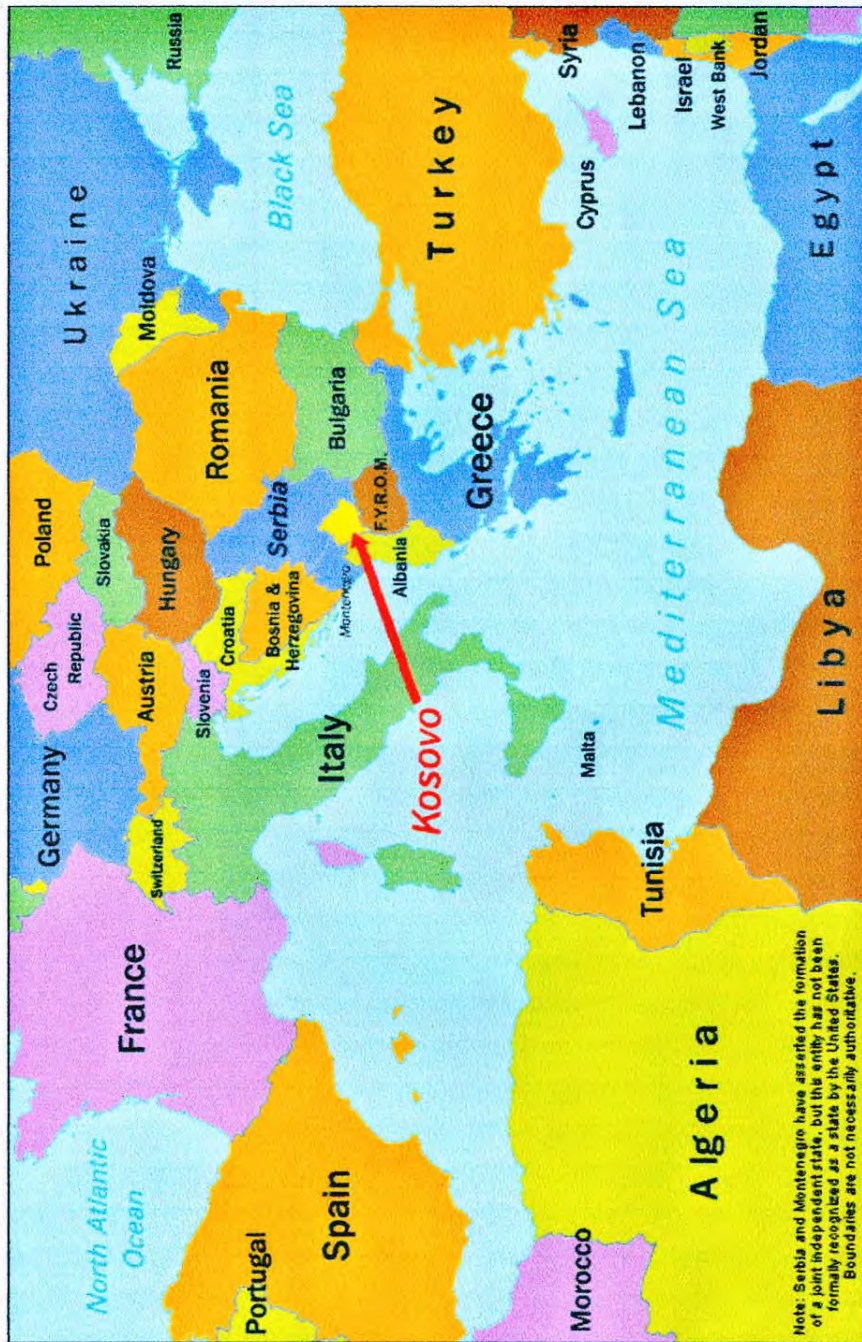 North Atlantic
Ocean
Portugal
Spain
France
Germany
Switzerland
Czech
Republic
Austria
Slovenia
Italy
Poland
Slovakia
Hungary
Croatia
Bosnia &
Herzegovina
Serbia
Montenegro
Kosovo
Albania
F.Y.R.O.M.
Ukraine
Moldova
Romania
Bulgaria
Greece
Russia
Black Sea
Turkey
Cyprus
Syria
Lebanon
Israel
West Bank
Jordan
Mediterranean Sea
Malta
Morocco
Algeria
Tunisia
Libya
Egypt
Note: Serbia and Montenegro have asserted the formation
of a joint independent state, but this entity has not been
formally recognized as a state by the United States.
Boundaries are not necessarily authoritative.